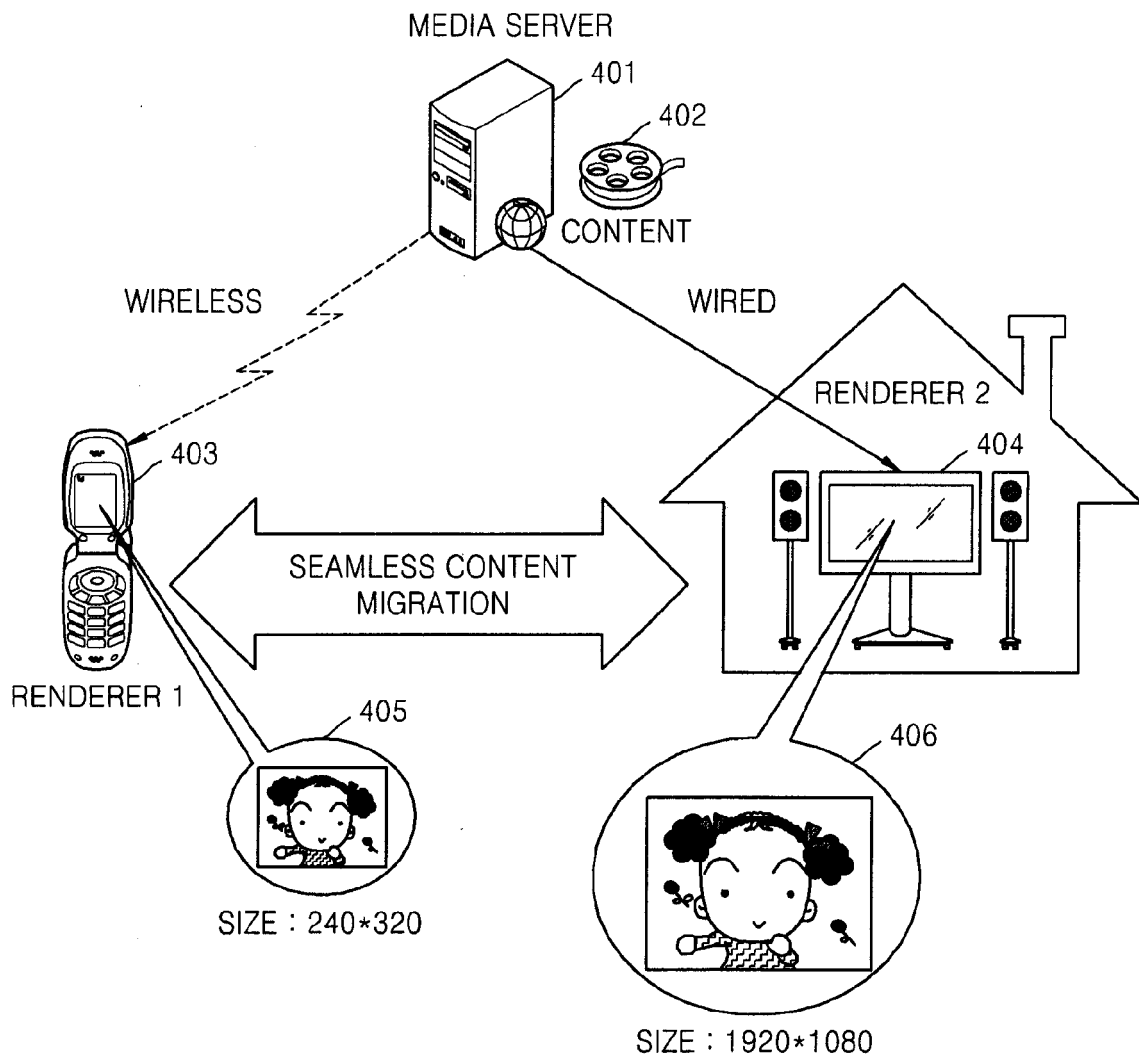 MEDIA SERVER
401
402
CONTENT
WIRELESS
WIRED
RENDERER 2
403
404
SEAMLESS CONTENT
MIGRATION
RENDERER 1
405
406
SIZE : 240*320
SIZE : 1920*1080